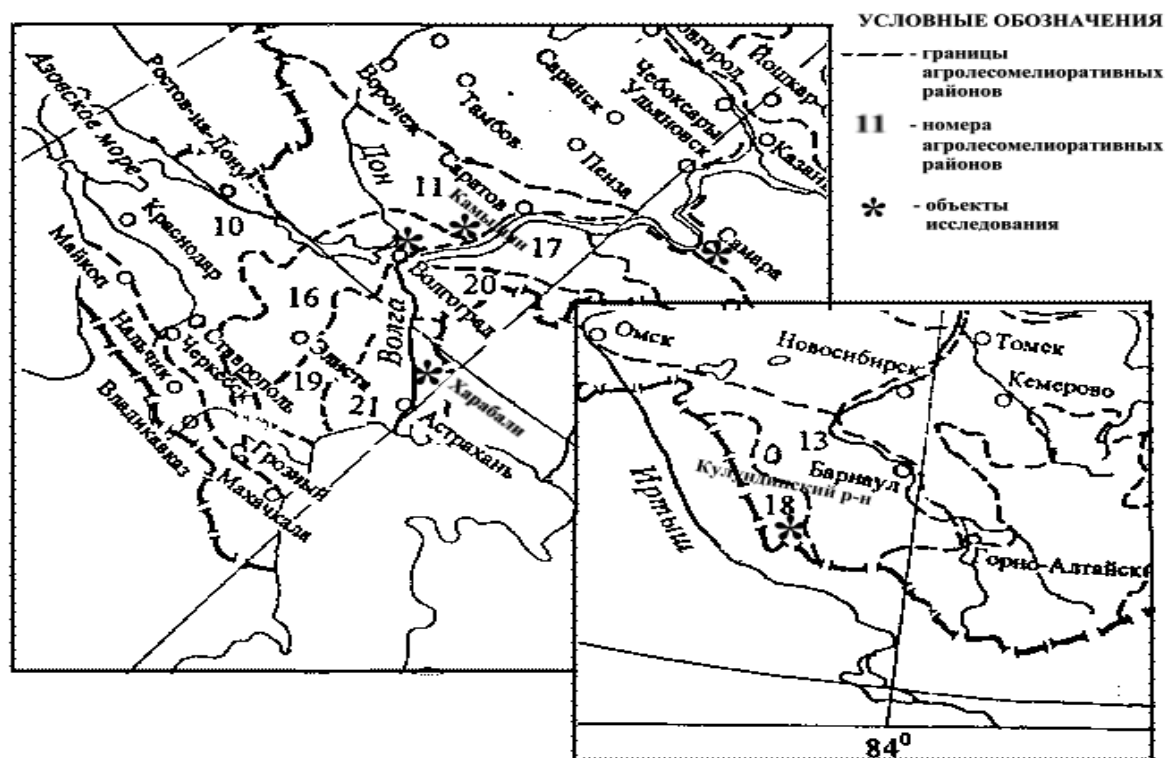 УСЛОВНЫЕ ОБОЗНАЧЕНИЯ
- границы
агролесомелиоративных
районов
11 - номера
агролесомелиоративных
районов
- объекты
исследования
Азовское море
Ростов-на-Дону
Воронеж
Тамбов
Саранск
Чебоксары
Ульяновск
Йошкар-
Казань
Пенза
Дон
Саратов
Камышин
11
17
Самара
20
10
Краснодар
Майкоп
16
Волгоград
Волга
Элиста
19
21
Ставрополь
Черкесск
Нальчик
Владикавказ
Грозный
Махачкала
Харабали
Астрахань
Омск
Новосибирск
Томск
Кемерово
13
Барнаул
Кулундинский р-н
18
Иртыш
Горно-Алтайск
84⁰